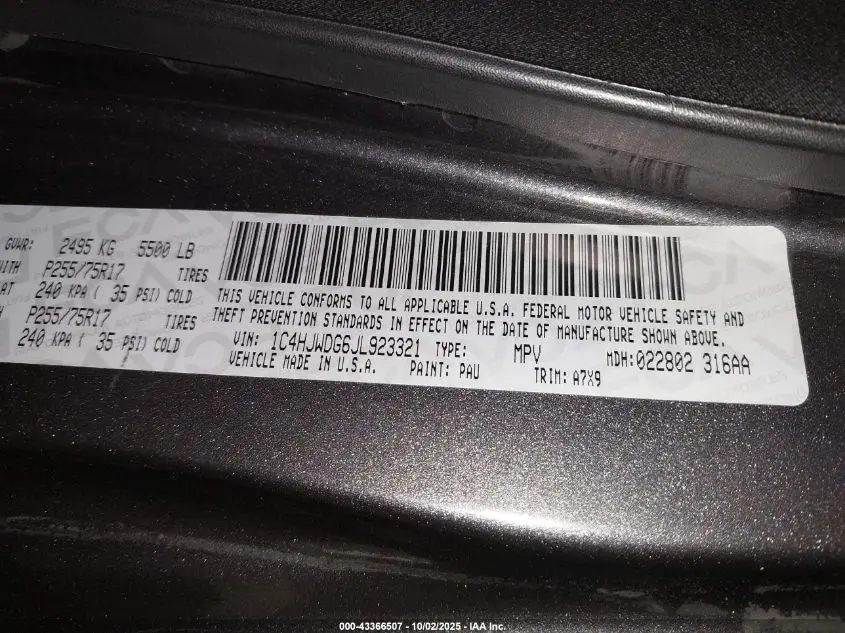 GVWR: 2495 KG 5500 LB
WITH P255/75R17 TIRES
AT 240 KPA ( 35 PSI) COLD
P255/75R17 TIRES
240 KPA ( 35 PSI) COLD
THIS VEHICLE CONFORMS TO ALL APPLICABLE U.S.A. FEDERAL MOTOR VEHICLE SAFETY AND
THEFT PREVENTION STANDARDS IN EFFECT ON THE DATE OF MANUFACTURE SHOWN ABOVE.
VIN: 1C4HJWDG6JL923321 TYPE: MPV MDH:022802 316AA
VEHICLE MADE IN U.S.A. PAINT: PAU TRIM: A7X9
000-43366507 - 10/02/2025 - IAA Inc.